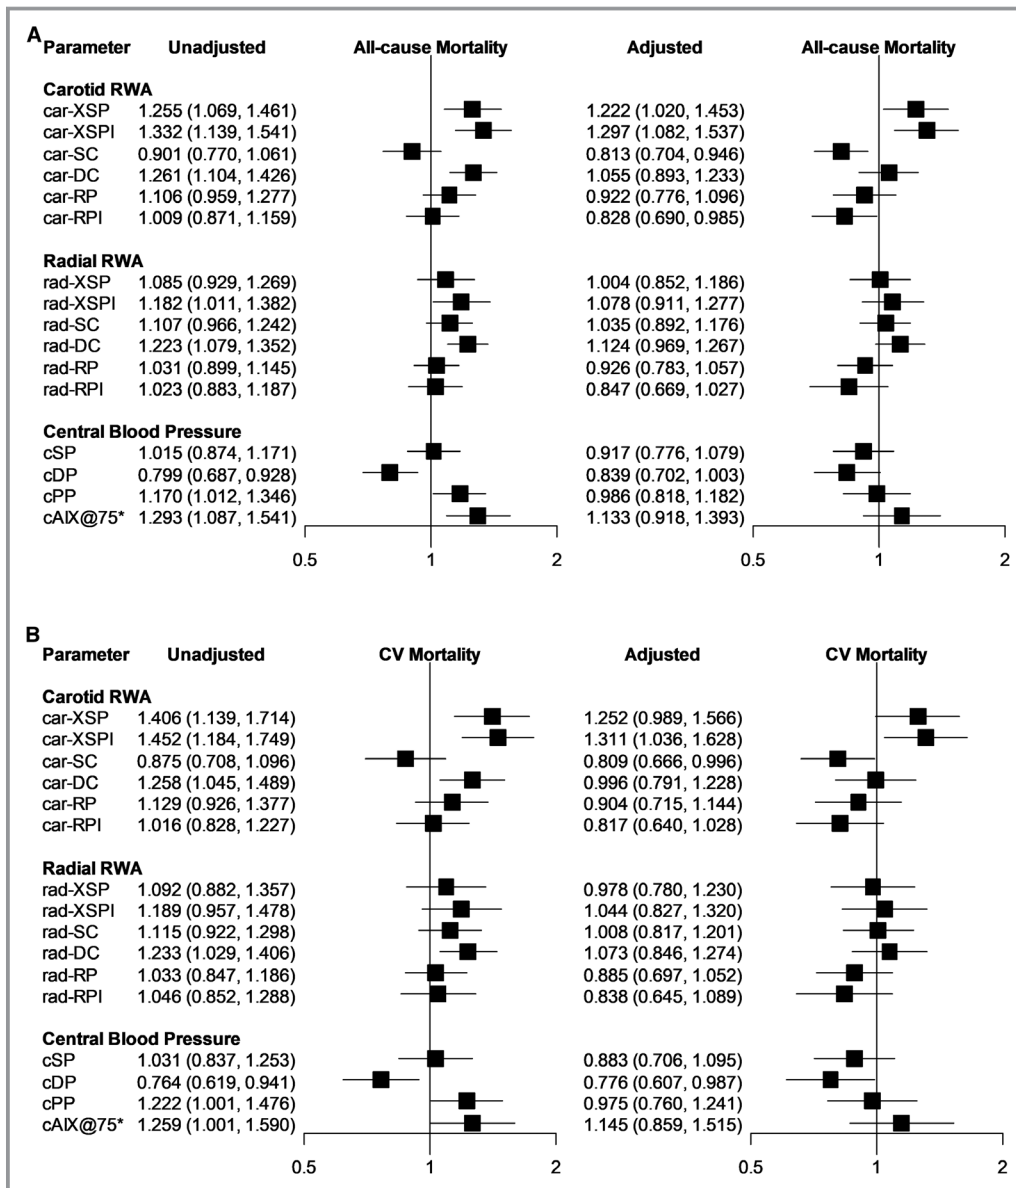 A
Parameter Unadjusted All-cause Mortality Adjusted All-cause Mortality
Carotid RWA
car-XSP 1.255 (1.069, 1.461) 1.222 (1.020, 1.453)
car-XSPI 1.332 (1.139, 1.541) 1.297 (1.082, 1.537)
car-SC 0.901 (0.770, 1.061) 0.813 (0.704, 0.946)
car-DC 1.261 (1.104, 1.426) 1.055 (0.893, 1.233)
car-RP 1.106 (0.959, 1.277) 0.922 (0.776, 1.096)
car-RPI 1.009 (0.871, 1.159) 0.828 (0.690, 0.985)
Radial RWA
rad-XSP 1.085 (0.929, 1.269) 1.004 (0.852, 1.186)
rad-XSPI 1.182 (1.011, 1.382) 1.078 (0.911, 1.277)
rad-SC 1.107 (0.966, 1.242) 1.035 (0.892, 1.176)
rad-DC 1.223 (1.079, 1.352) 1.124 (0.969, 1.267)
rad-RP 1.031 (0.899, 1.145) 0.926 (0.783, 1.057)
rad-RPI 1.023 (0.883, 1.187) 0.847 (0.669, 1.027)
Central Blood Pressure
cSP 1.015 (0.874, 1.171) 0.917 (0.776, 1.079)
cDP 0.799 (0.687, 0.928) 0.839 (0.702, 1.003)
cPP 1.170 (1.012, 1.346) 0.986 (0.818, 1.182)
cAIX@75* 1.293 (1.087, 1.541) 1.133 (0.918, 1.393)
0.5 1 2 0.5 1 2
B
Parameter Unadjusted CV Mortality Adjusted CV Mortality
Carotid RWA
car-XSP 1.406 (1.139, 1.714) 1.252 (0.989, 1.566)
car-XSPI 1.452 (1.184, 1.749) 1.311 (1.036, 1.628)
car-SC 0.875 (0.708, 1.096) 0.809 (0.666, 0.996)
car-DC 1.258 (1.045, 1.489) 0.996 (0.791, 1.228)
car-RP 1.129 (0.926, 1.377) 0.904 (0.715, 1.144)
car-RPI 1.016 (0.828, 1.227) 0.817 (0.640, 1.028)
Radial RWA
rad-XSP 1.092 (0.882, 1.357) 0.978 (0.780, 1.230)
rad-XSPI 1.189 (0.957, 1.478) 1.044 (0.827, 1.320)
rad-SC 1.115 (0.922, 1.298) 1.008 (0.817, 1.201)
rad-DC 1.233 (1.029, 1.406) 1.073 (0.846, 1.274)
rad-RP 1.033 (0.847, 1.186) 0.885 (0.697, 1.052)
rad-RPI 1.046 (0.852, 1.288) 0.838 (0.645, 1.089)
Central Blood Pressure
cSP 1.031 (0.837, 1.253) 0.883 (0.706, 1.095)
cDP 0.764 (0.619, 0.941) 0.776 (0.607, 0.987)
cPP 1.222 (1.001, 1.476) 0.975 (0.760, 1.241)
cAIX@75* 1.259 (1.001, 1.590) 1.145 (0.859, 1.515)
0.5 1 2 0.5 1 2